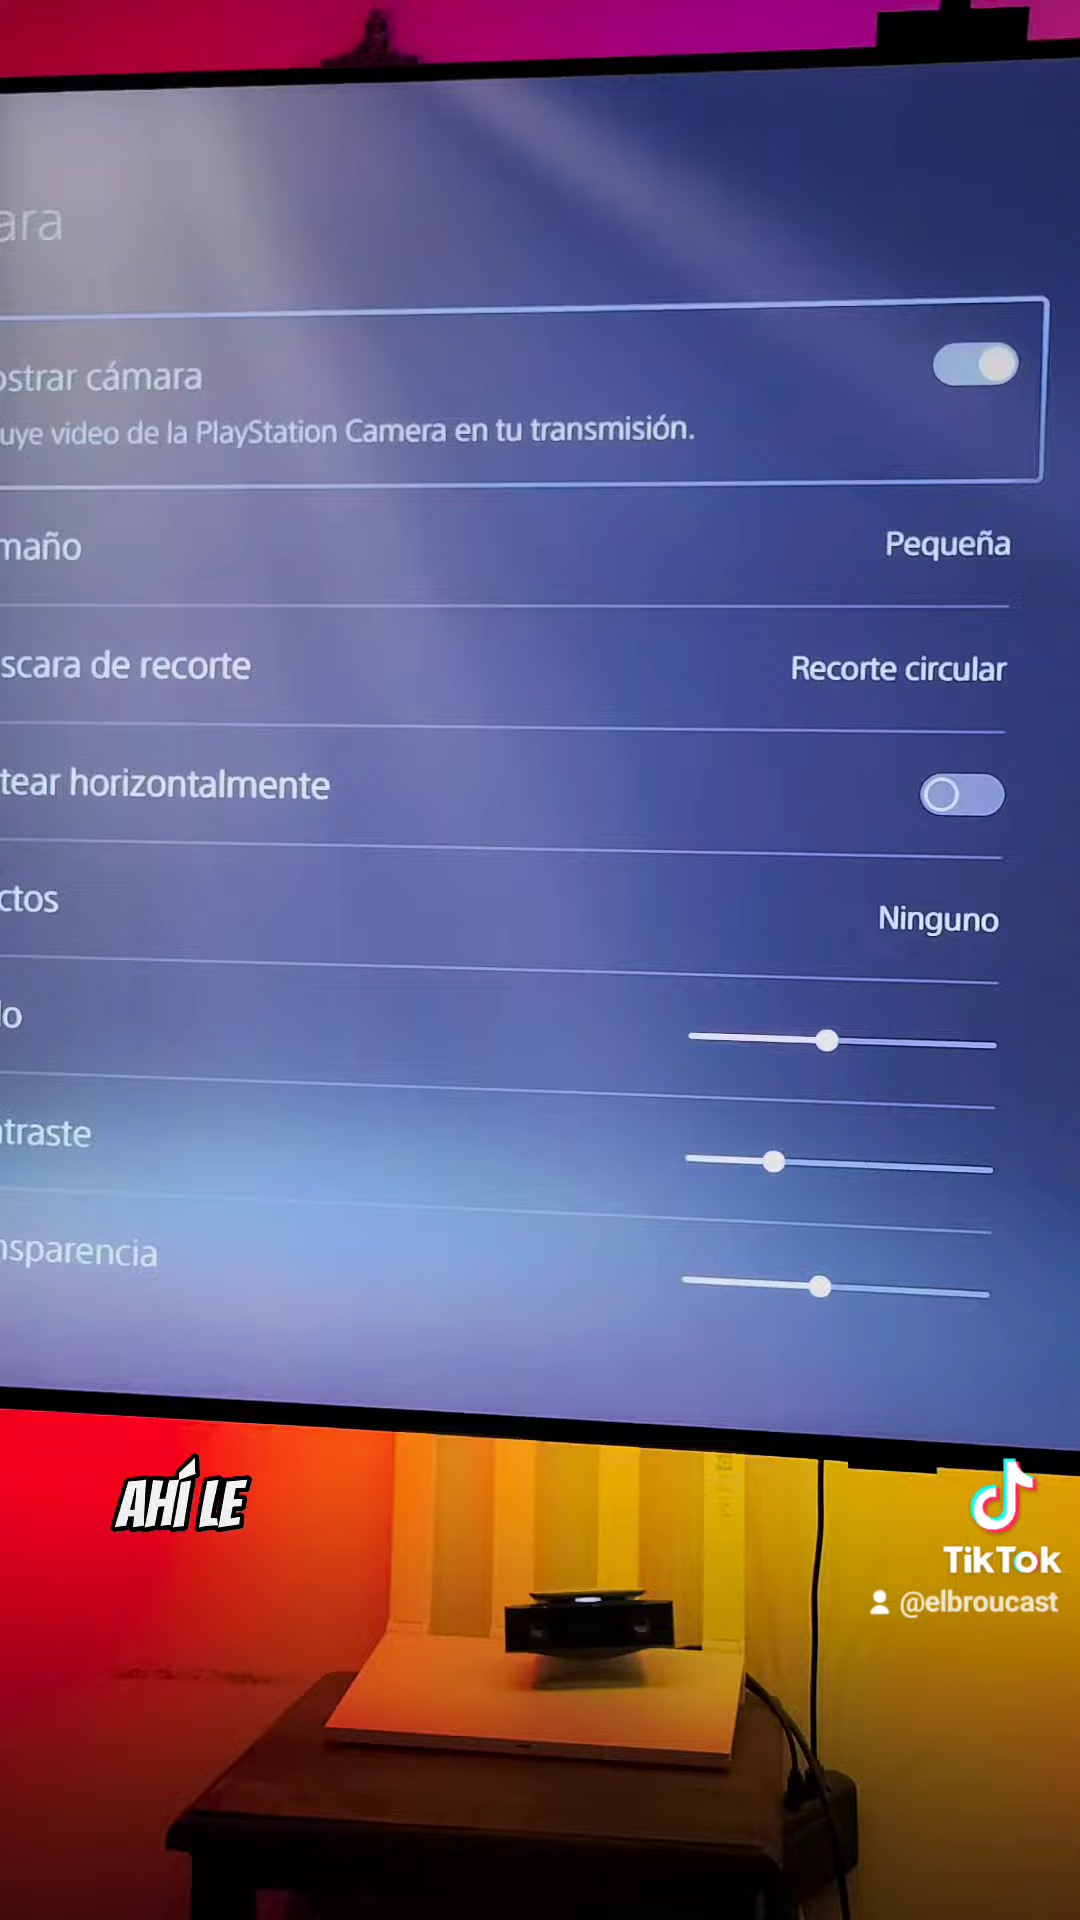 ara
ostrar cámara
uye video de la PlayStation Camera en tu transmisión.
maño
Pequeña
scara de recorte
Recorte circular
tear horizontalmente
ctos
Ninguno
lo
traste
nsparencia
AHÍ LE
TikTok
@elbroucast